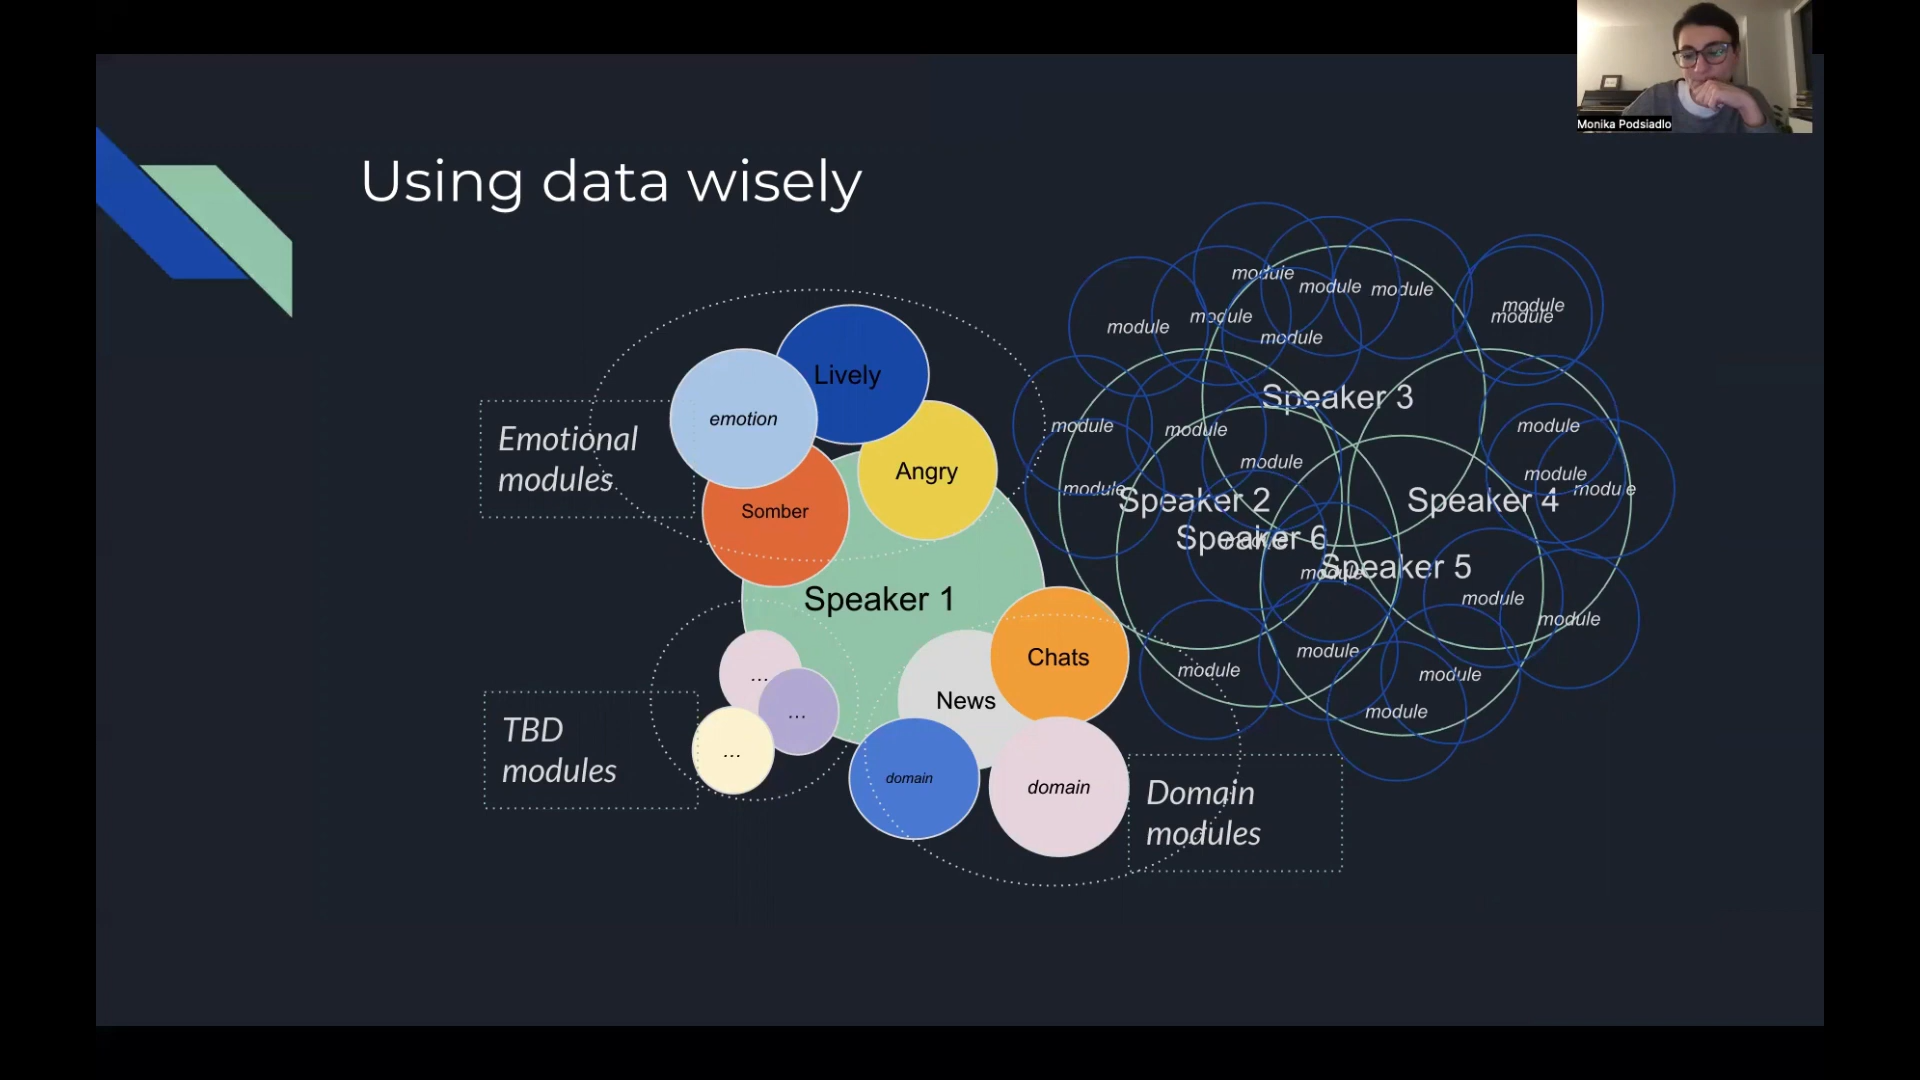 Monika Podsiadlo
Using data wisely
Lively
emotion
Angry
Somber
Emotional
modules
Speaker 1
Chats
News
domain
domain
...
...
...
TBD
modules
Domain
modules
module
module
module
module
module
module
module
module
Speaker 3
module
module
module
module
module
module
module
Speaker 2
Speaker 4
Speaker 6
module
Speaker 5
module
module
module
module
module
module
module